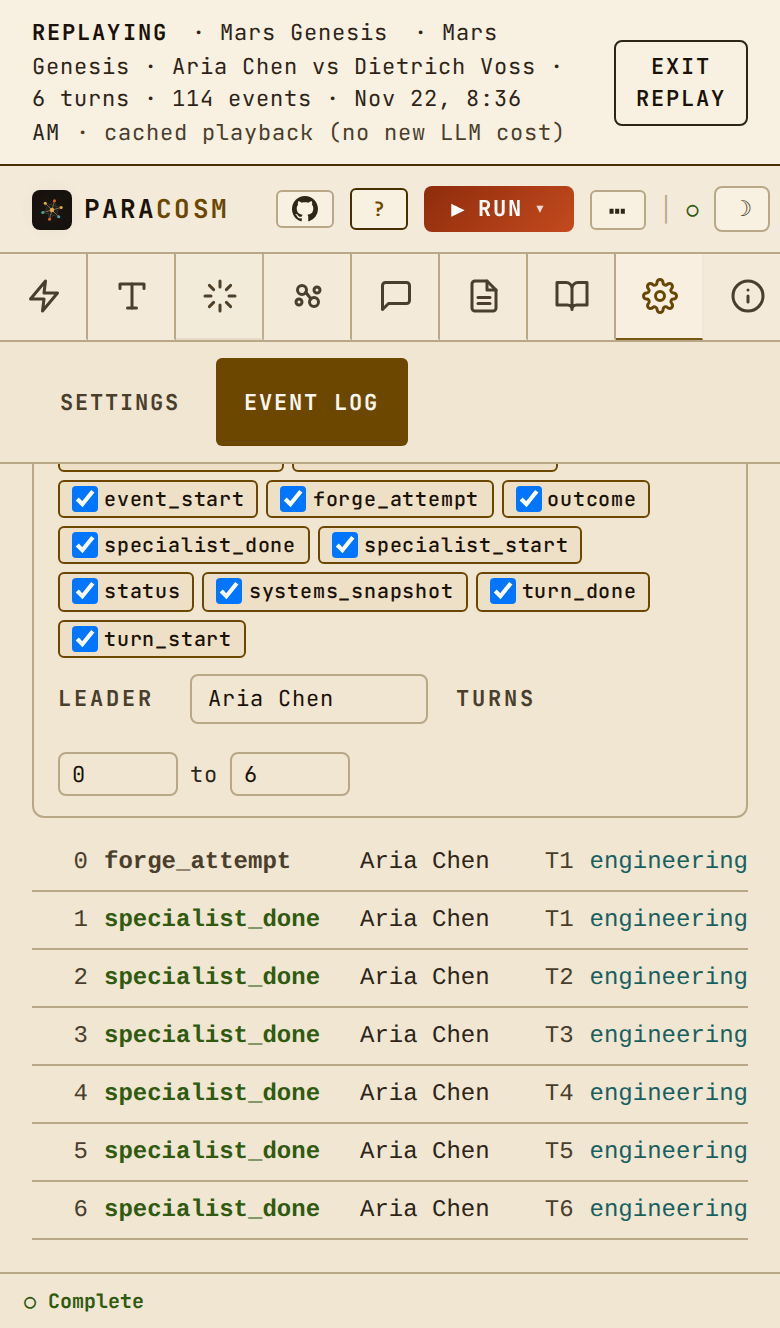 REPLAYING · Mars Genesis · Mars
Genesis · Aria Chen vs Dietrich Voss ·
6 turns · 114 events · Nov 22, 8:36
AM · cached playback (no new LLM cost)
EXIT
REPLAY
PARACOSM
?
▶ RUN ▾
…
SETTINGS
EVENT LOG
event_start
forge_attempt
outcome
specialist_done
specialist_start
status
systems_snapshot
turn_done
turn_start
LEADER
Aria Chen
TURNS
0 to 6
0 forge_attempt Aria Chen T1 engineering
1 specialist_done Aria Chen T1 engineering
2 specialist_done Aria Chen T2 engineering
3 specialist_done Aria Chen T3 engineering
4 specialist_done Aria Chen T4 engineering
5 specialist_done Aria Chen T5 engineering
6 specialist_done Aria Chen T6 engineering
Complete